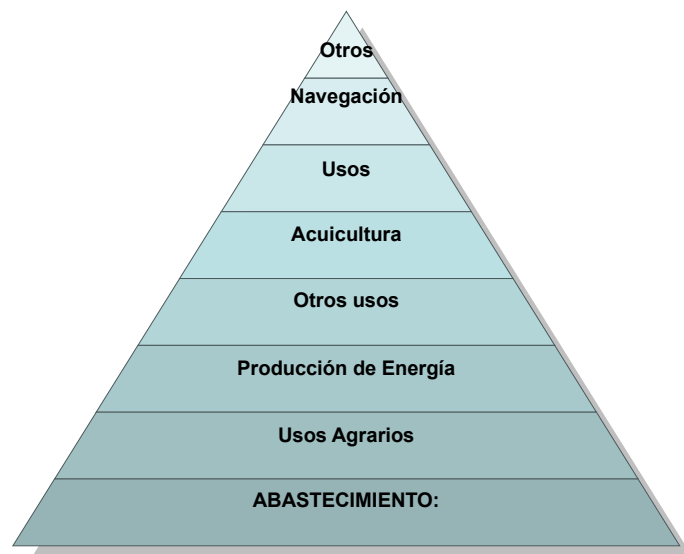 Otros
Navegación
Usos
Acuicultura
Otros usos
Producción de Energía
Usos Agrarios
ABASTECIMIENTO: